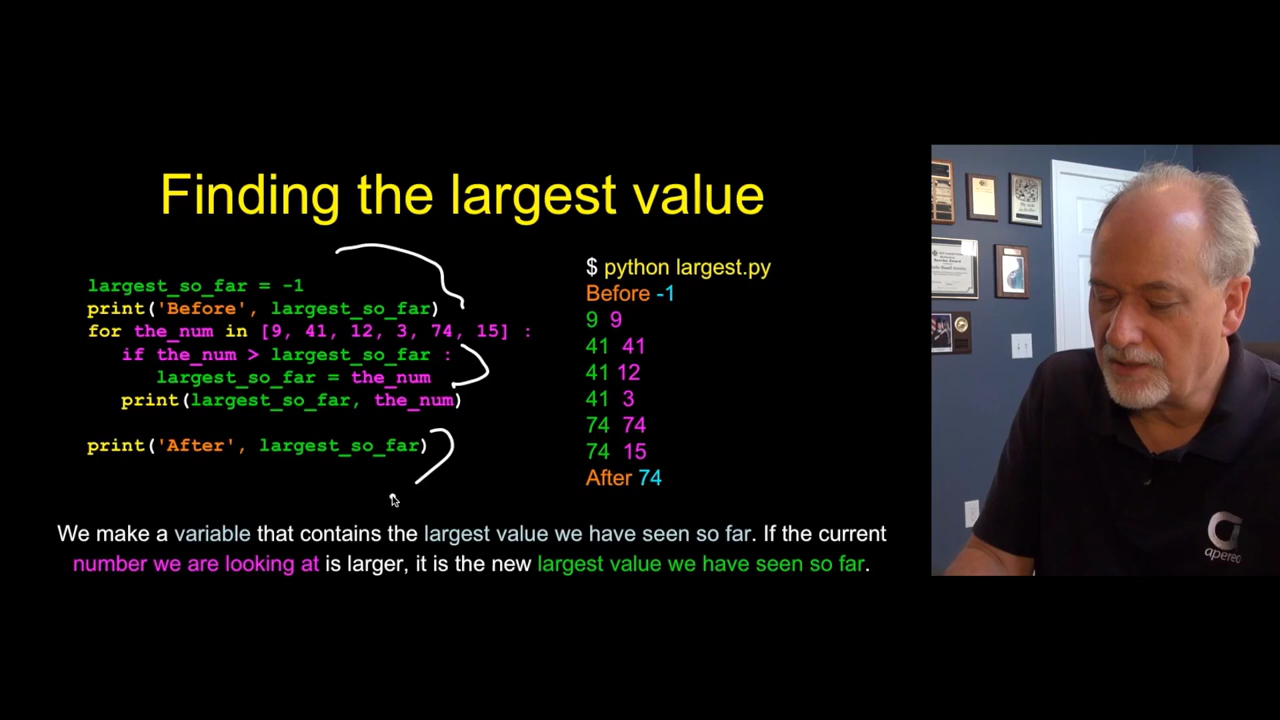 Finding the largest value
largest_so_far = -1
print('Before', largest_so_far)
for the_num in [9, 41, 12, 3, 74, 15] :
   if the_num > largest_so_far :
      largest_so_far = the_num
   print(largest_so_far, the_num)
print('After', largest_so_far)
$ python largest.py
Before -1
9 9
41 41
41 12
41 3
74 74
74 15
After 74
We make a variable that contains the largest value we have seen so far. If the current
number we are looking at is larger, it is the new largest value we have seen so far.
apereo